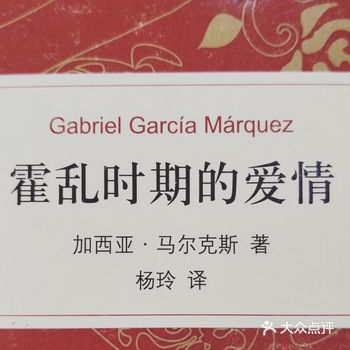 Gabriel García Márquez
霍乱时期的爱情
加西亚·马尔克斯 著
杨玲 译
大众点评